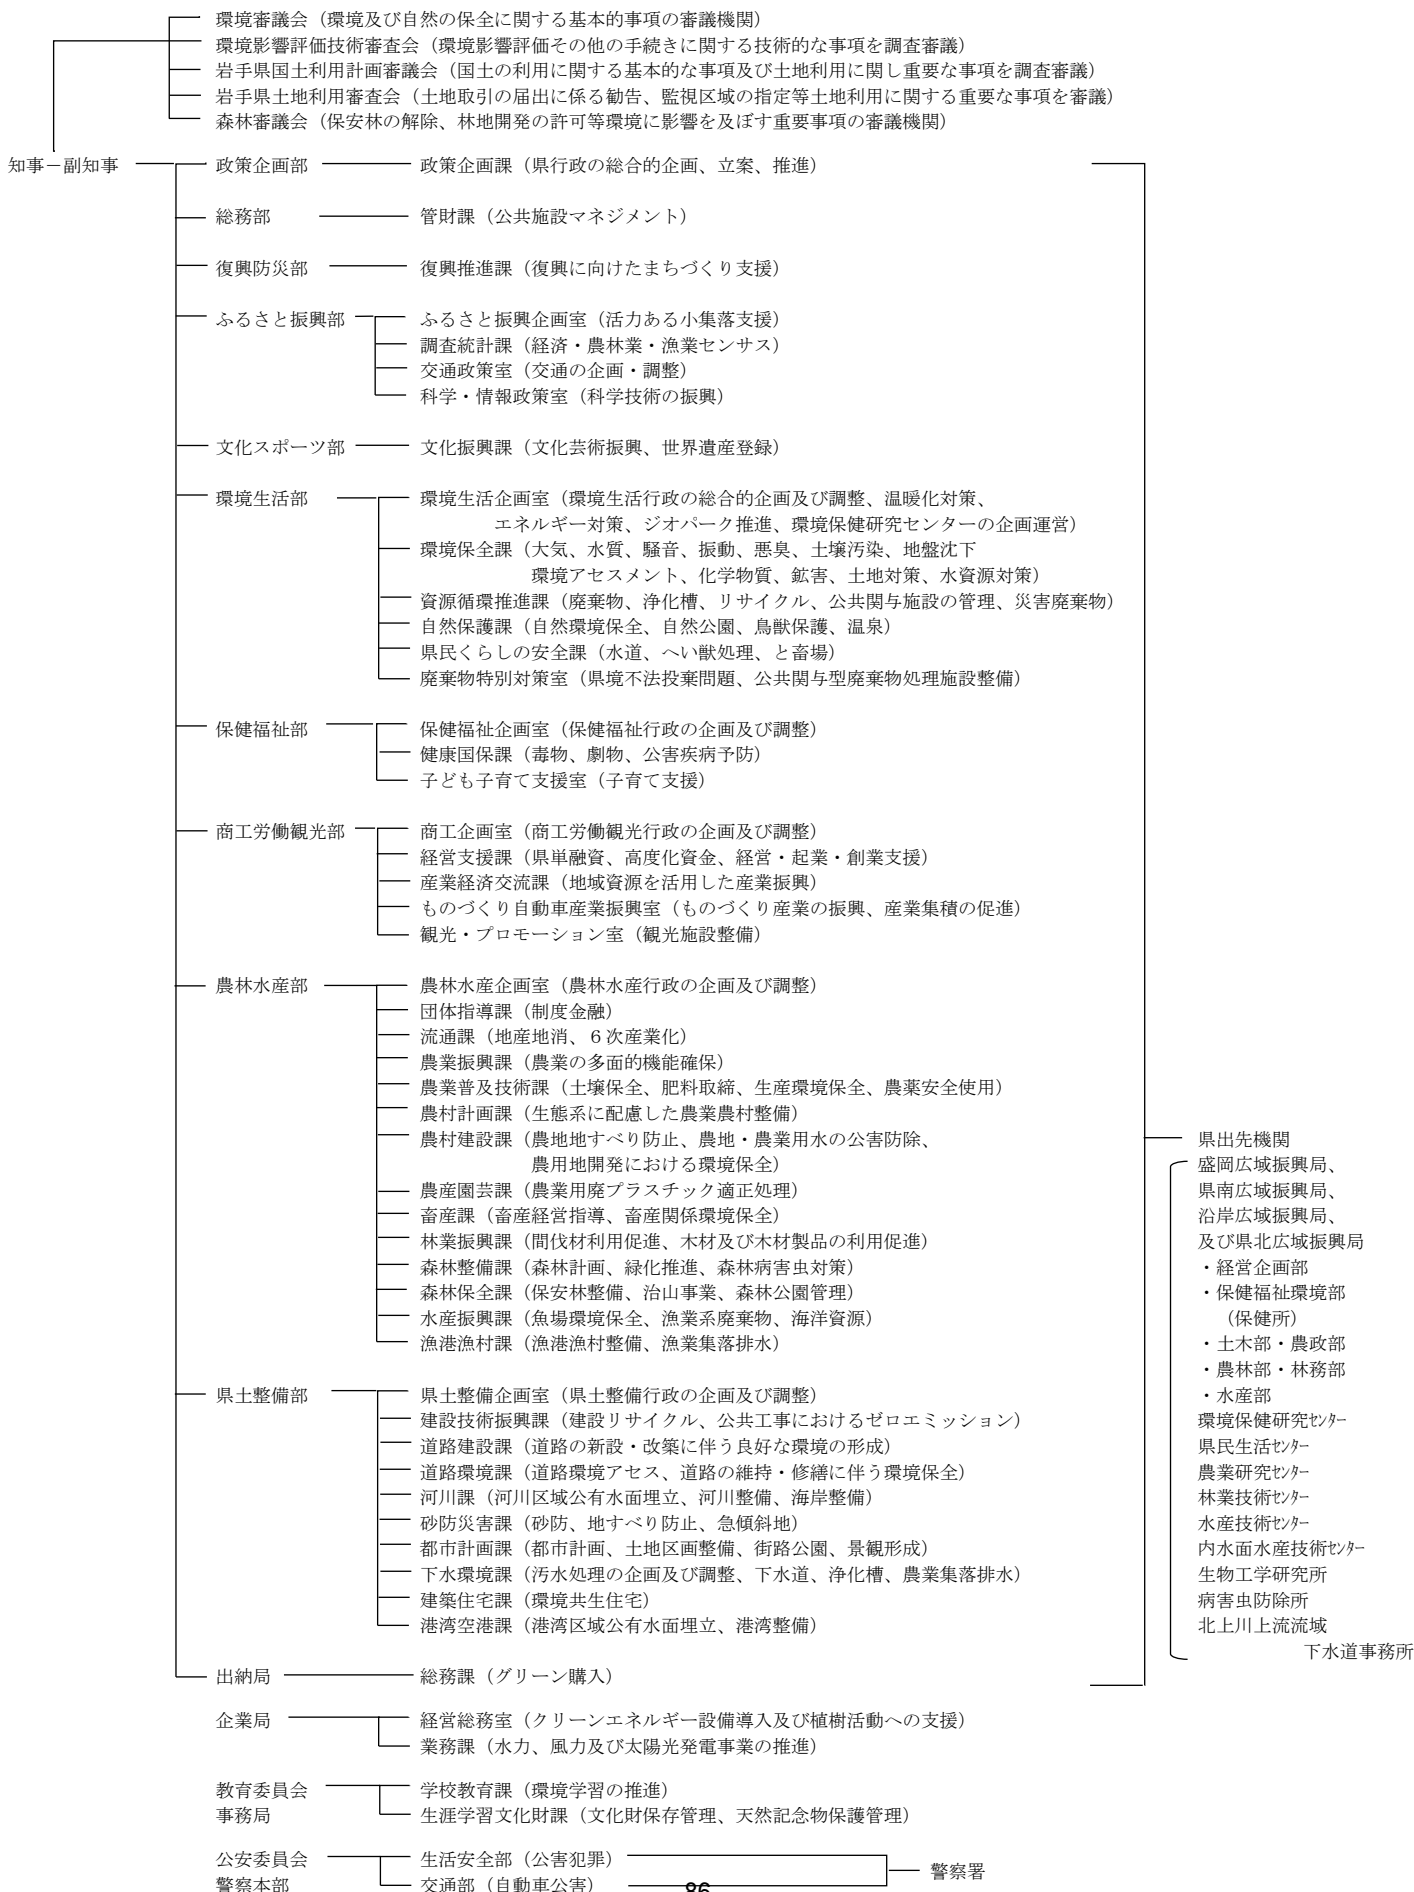 環境審議会（環境及び自然の保全に関する基本的事項の審議機関）
環境影響評価技術審査会（環境影響評価その他の手続きに関する技術的な事項を調査審議）
岩手県国土利用計画審議会（国土の利用に関する基本的な事項及び土地利用に関し重要な事項を調査審議）
岩手県土地利用審査会（土地取引の届出に係る勧告、監視区域の指定等土地利用に関する重要な事項を審議）
森林審議会（保安林の解除、林地開発の許可等環境に影響を及ぼす重要事項の審議機関）
知事－副知事
政策企画部 政策企画課（県行政の総合的企画、立案、推進）
総務部 管財課（公共施設マネジメント）
復興防災部 復興推進課（復興に向けたまちづくり支援）
ふるさと振興部 ふるさと振興企画室（活力ある小集落支援）
調査統計課（経済・農林業・漁業センサス）
交通政策室（交通の企画・調整）
科学・情報政策室（科学技術の振興）
文化スポーツ部 文化振興課（文化芸術振興、世界遺産登録）
環境生活部 環境生活企画室（環境生活行政の総合的企画及び調整、温暖化対策、
エネルギー対策、ジオパーク推進、環境保健研究センターの企画運営）
環境保全課（大気、水質、騒音、振動、悪臭、土壌汚染、地盤沈下
環境アセスメント、化学物質、鉱害、土地対策、水資源対策）
資源循環推進課（廃棄物、浄化槽、リサイクル、公共関与施設の管理、災害廃棄物）
自然保護課（自然環境保全、自然公園、鳥獣保護、温泉）
県民くらしの安全課（水道、へい獣処理、と畜場）
廃棄物特別対策室（県境不法投棄問題、公共関与型廃棄物処理施設整備）
保健福祉部 保健福祉企画室（保健福祉行政の企画及び調整）
健康国保課（毒物、劇物、公害疾病予防）
子ども子育て支援室（子育て支援）
商工労働観光部 商工企画室（商工労働観光行政の企画及び調整）
経営支援課（県単融資、高度化資金、経営・起業・創業支援）
産業経済交流課（地域資源を活用した産業振興）
ものづくり自動車産業振興室（ものづくり産業の振興、産業集積の促進）
観光・プロモーション室（観光施設整備）
農林水産部 農林水産企画室（農林水産行政の企画及び調整）
団体指導課（制度金融）
流通課（地産地消、６次産業化）
農業振興課（農業の多面的機能確保）
農業普及技術課（土壌保全、肥料取締、生産環境保全、農薬安全使用）
農村計画課（生態系に配慮した農業農村整備）
農村建設課（農地地すべり防止、農地・農業用水の公害防除、
農用地開発における環境保全）
農産園芸課（農業用廃プラスチック適正処理）
畜産課（畜産経営指導、畜産関係環境保全）
林業振興課（間伐材利用促進、木材及び木材製品の利用促進）
森林整備課（森林計画、緑化推進、森林病害虫対策）
森林保全課（保安林整備、治山事業、森林公園管理）
水産振興課（魚場環境保全、漁業系廃棄物、海洋資源）
漁港漁村課（漁港漁村整備、漁業集落排水）
県土整備部 県土整備企画室（県土整備行政の企画及び調整）
建設技術振興課（建設リサイクル、公共工事におけるゼロエミッション）
道路建設課（道路の新設・改築に伴う良好な環境の形成）
道路環境課（道路環境アセス、道路の維持・修繕に伴う環境保全）
河川課（河川区域公有水面埋立、河川整備、海岸整備）
砂防災害課（砂防、地すべり防止、急傾斜地）
都市計画課（都市計画、土地区画整備、街路公園、景観形成）
下水環境課（汚水処理の企画及び調整、下水道、浄化槽、農業集落排水）
建築住宅課（環境共生住宅）
港湾空港課（港湾区域公有水面埋立、港湾整備）
出納局 総務課（グリーン購入）
県出先機関
盛岡広域振興局、
県南広域振興局、
沿岸広域振興局、
及び県北広域振興局
・経営企画部
・保健福祉環境部
（保健所）
・土木部・農政部
・農林部・林務部
・水産部
環境保健研究ｾﾝﾀｰ
県民生活ｾﾝﾀｰ
農業研究ｾﾝﾀｰ
林業技術ｾﾝﾀｰ
水産技術ｾﾝﾀｰ
内水面水産技術ｾﾝﾀｰ
生物工学研究所
病害虫防除所
北上川上流流域
下水道事務所
企業局 経営総務室（クリーンエネルギー設備導入及び植樹活動への支援）
業務課（水力、風力及び太陽光発電事業の推進）
教育委員会 学校教育課（環境学習の推進）
事務局 生涯学習文化財課（文化財保存管理、天然記念物保護管理）
公安委員会 生活安全部（公害犯罪）
警察署
警察本部 交通部（自動車公害）
86